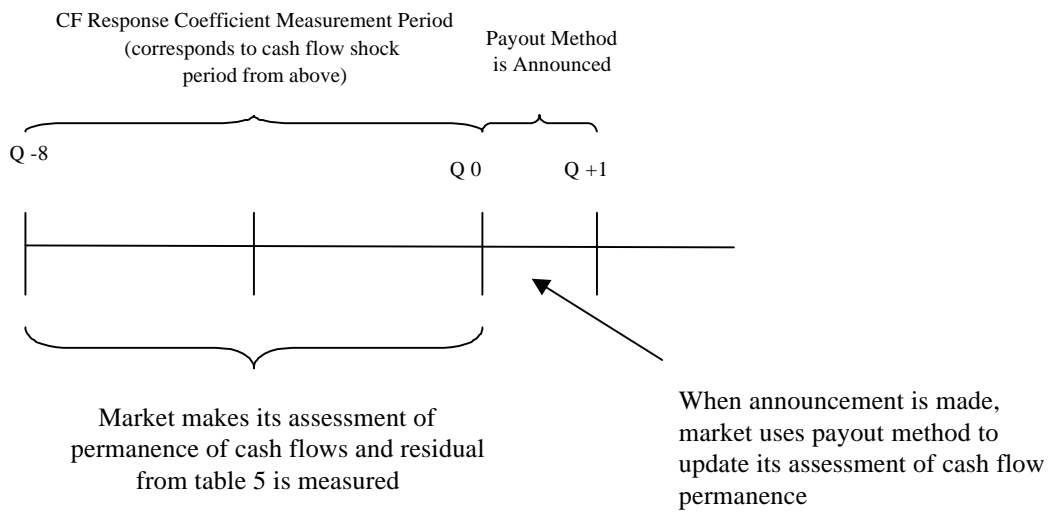 CF Response Coefficient Measurement Period
(corresponds to cash flow shock
period from above)
Payout Method
is Announced
Q -8
Q 0
Q +1
Market makes its assessment of
permanence of cash flows and residual
from table 5 is measured
When announcement is made,
market uses payout method to
update its assessment of cash flow
permanence